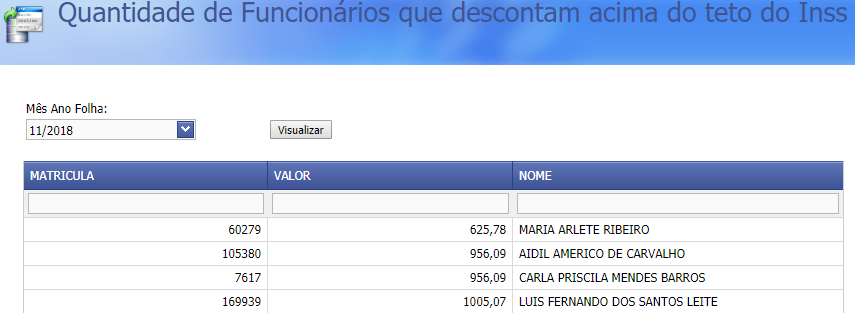 Quantidade de Funcionários que descontam acima do teto do Inss
Mês Ano Folha:
11/2018 Visualizar
MATRICULA VALOR NOME
60279 625,78 MARIA ARLETE RIBEIRO
105380 956,09 AIDIL AMERICO DE CARVALHO
7617 956,09 CARLA PRISCILA MENDES BARROS
169939 1005,07 LUIS FERNANDO DOS SANTOS LEITE